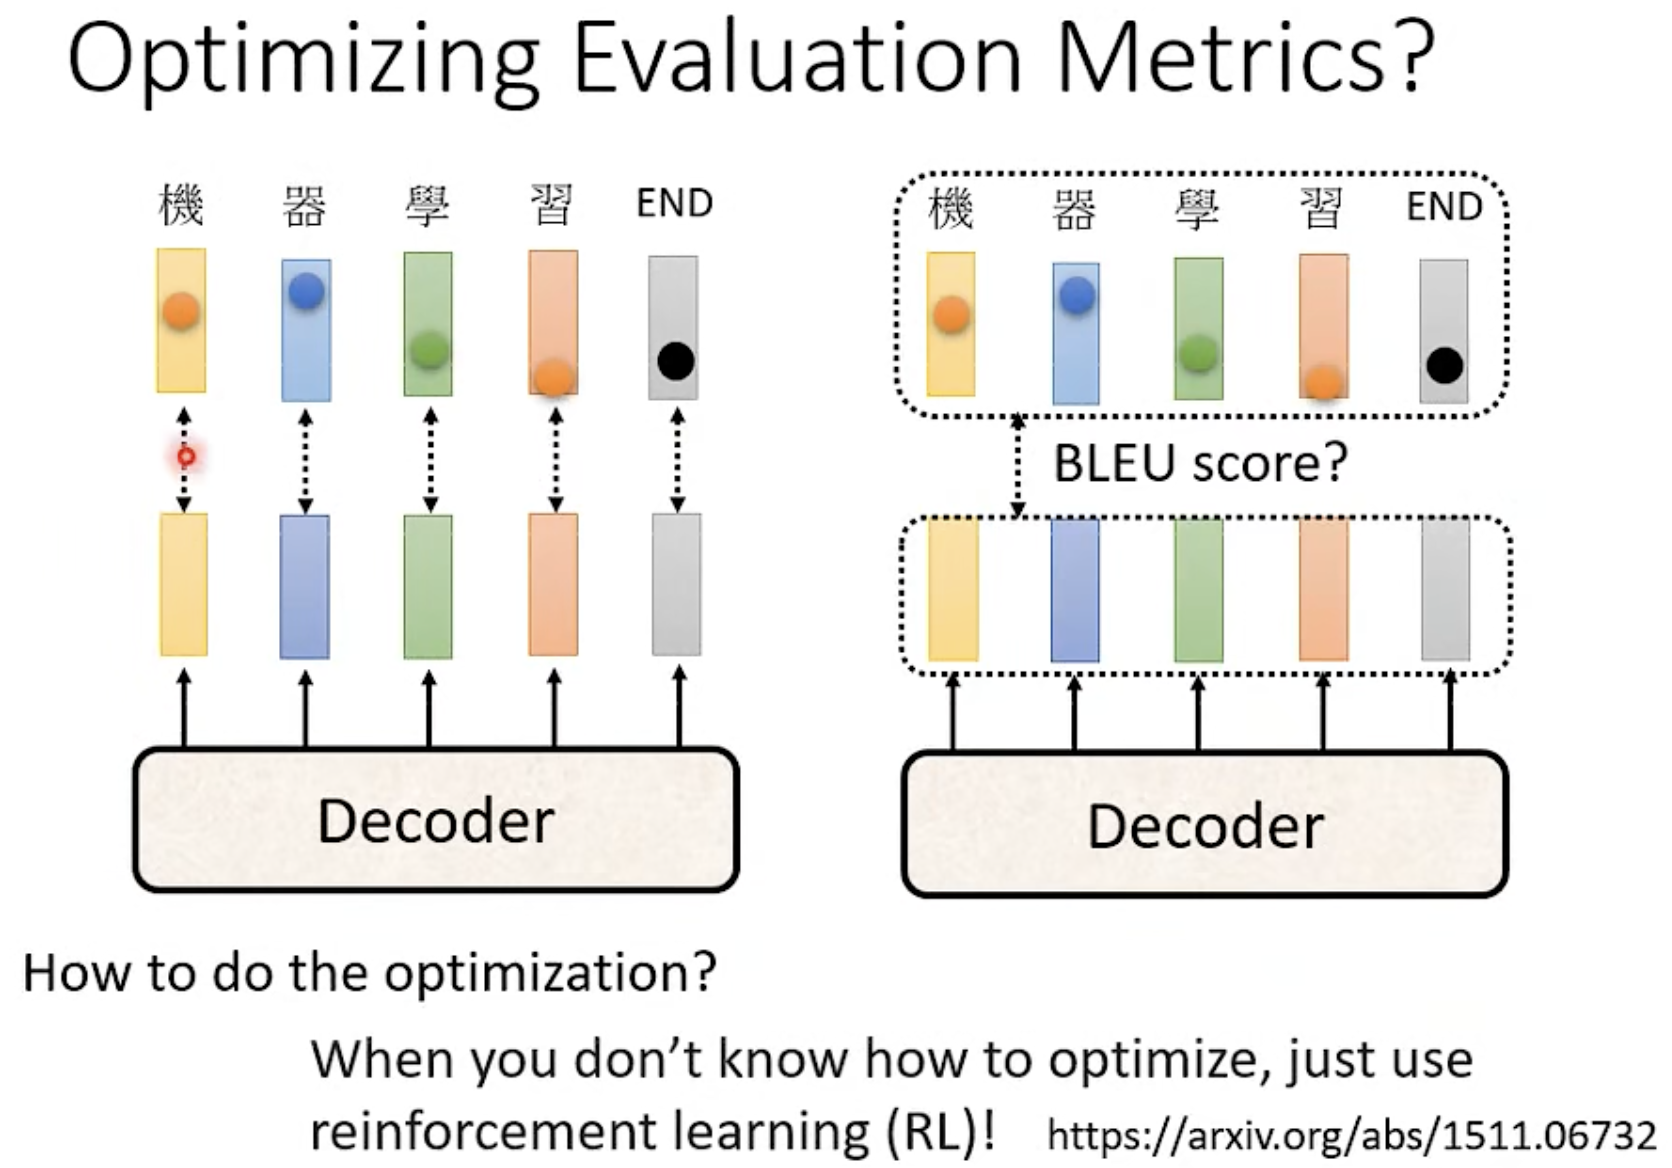 Optimizing Evaluation Metrics?
機 器 學 習 END
機 器 學 習 END
BLEU score?
Decoder
Decoder
How to do the optimization?
When you don't know how to optimize, just use
reinforcement learning (RL)! https://arxiv.org/abs/1511.06732